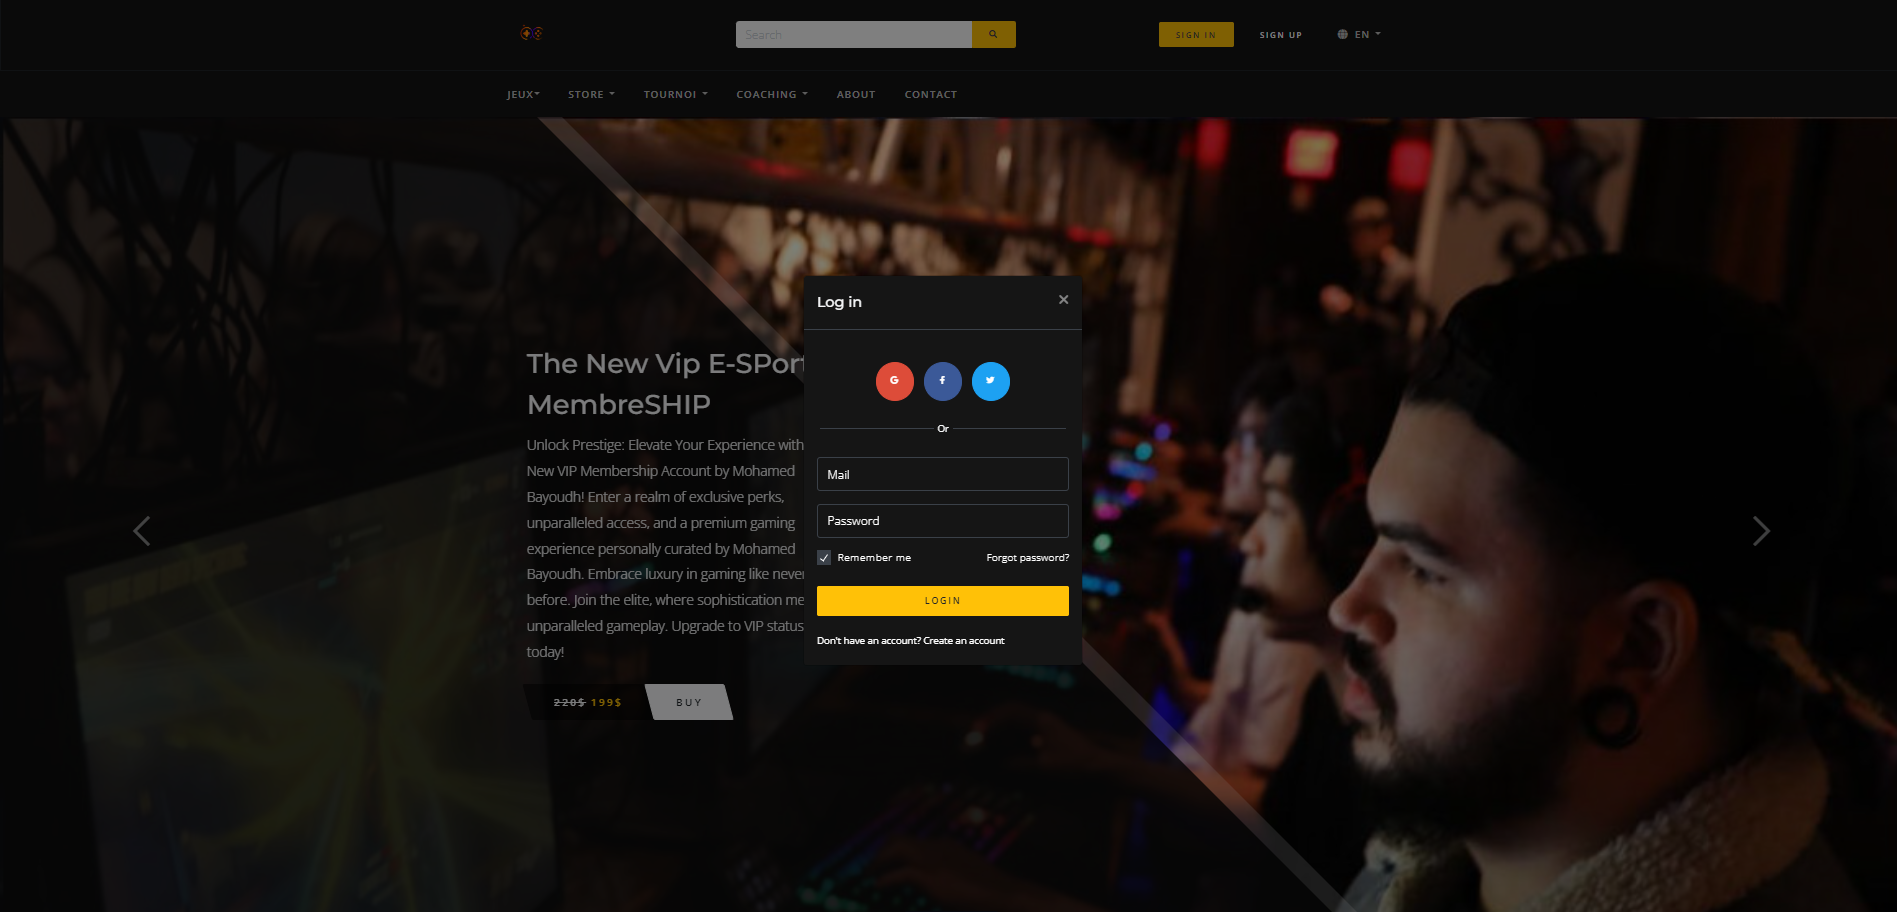 Search
SIGN IN
SIGN UP
EN
JEUX
STORE
TOURNOI
COACHING
ABOUT
CONTACT
The New Vip E-SPort
MembreSHIP
Unlock Prestige: Elevate Your Experience with
New VIP Membership Account by Mohamed
Bayoudh! Enter a realm of exclusive perks,
unparalleled access, and a premium gaming
experience personally curated by Mohamed
Bayoudh. Embrace luxury in gaming like never
before. Join the elite, where sophistication me
unparalleled gameplay. Upgrade to VIP status
today!
220$ 199$
BUY
Log in
×
G
f
Or
Mail
Password
Remember me
Forgot password?
LOGIN
Don't have an account? Create an account